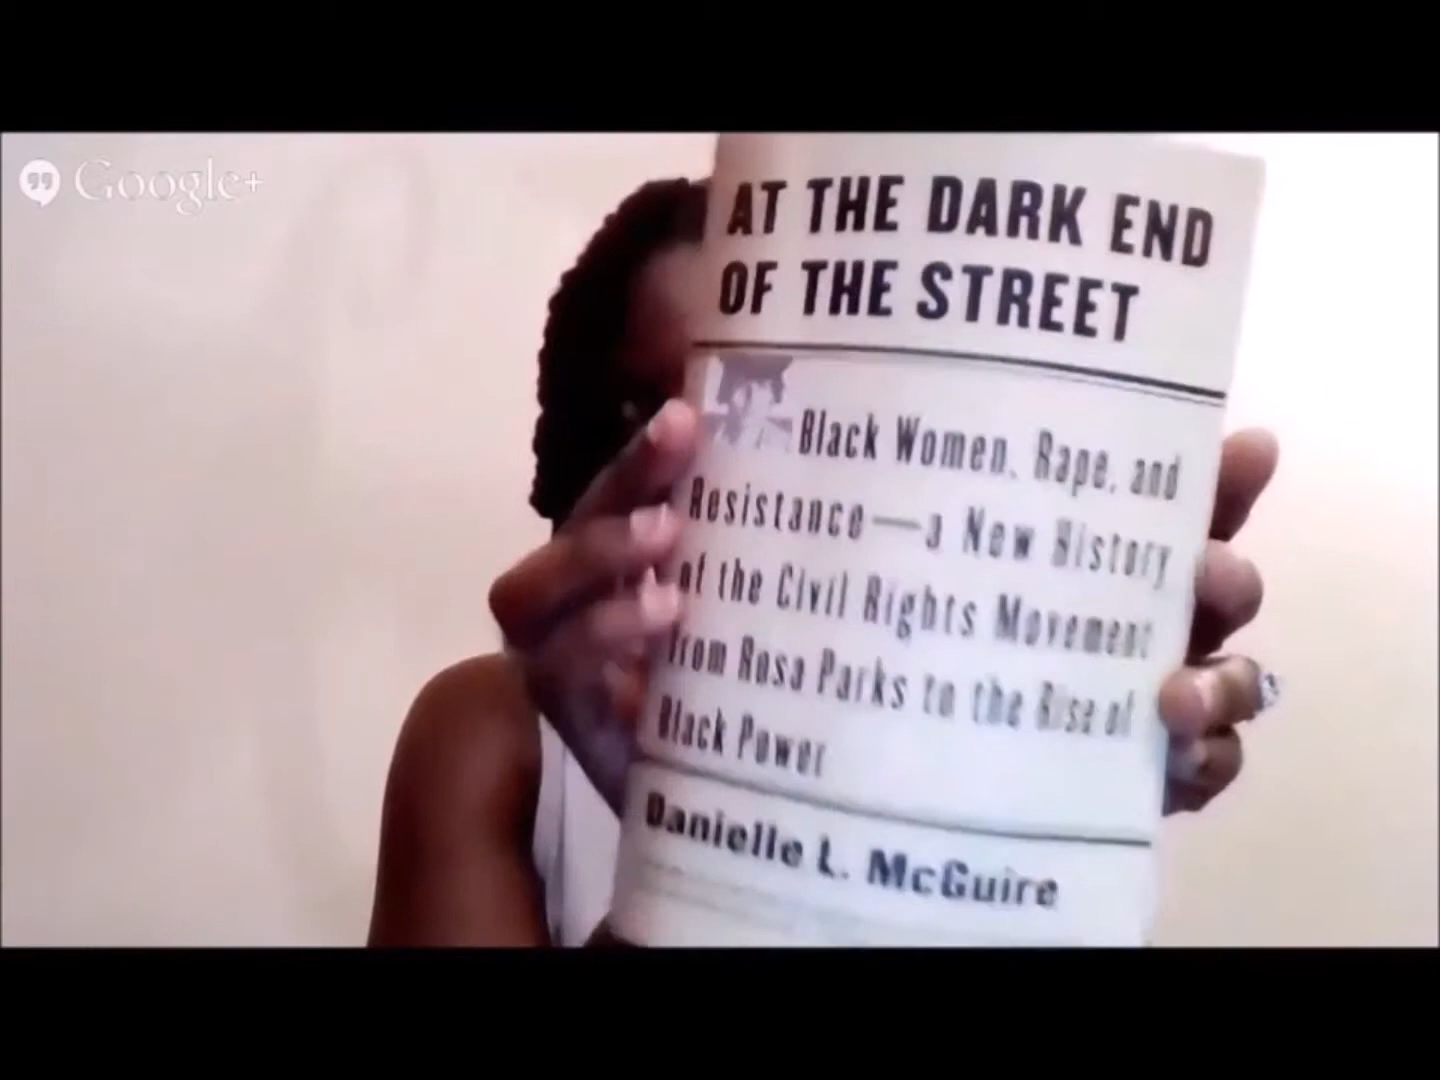 Google+
AT THE DARK END
OF THE STREET
Black Women, Rape, and
Resistance—a New History
of the Civil Rights Movement
from Rosa Parks to the Rise of
Black Power
Danielle L. McGuire